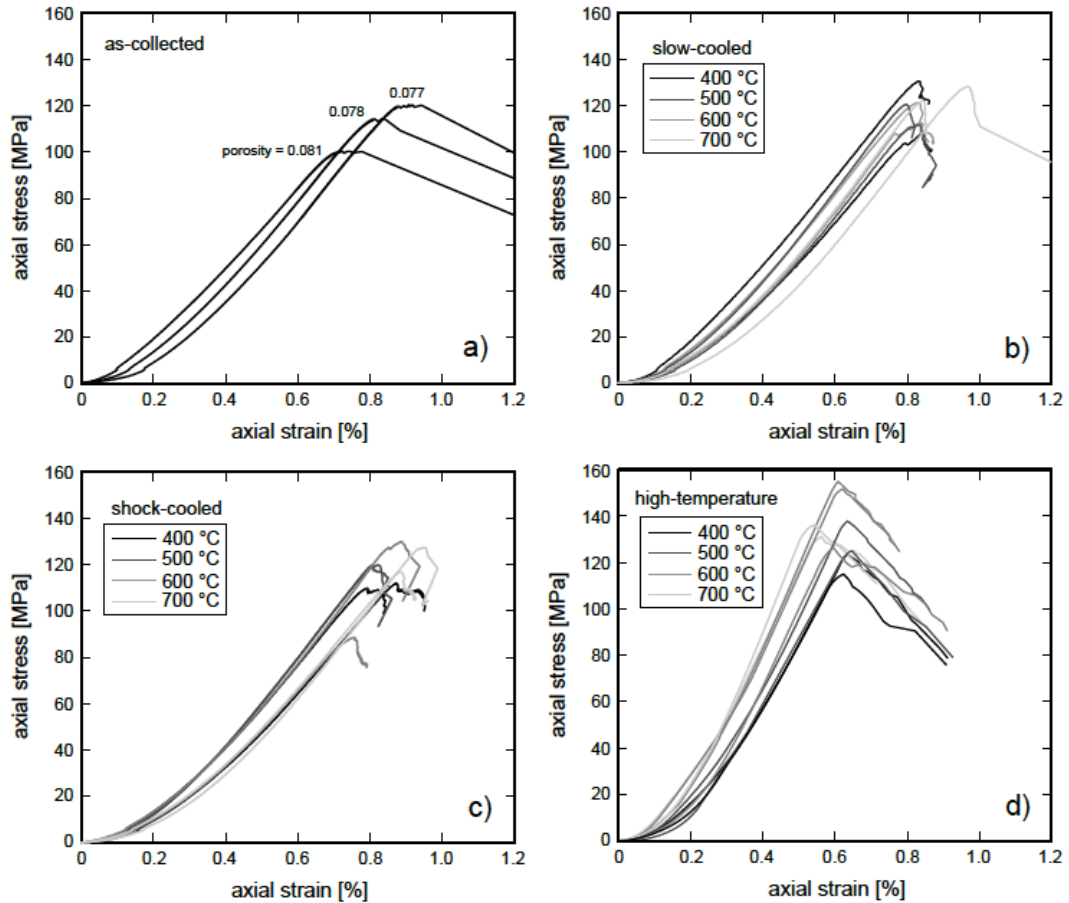 160
140
120
100
80
60
40
20
0
axial stress [MPa]
as-collected
0.077
0.078
porosity = 0.081
a)
0 0.2 0.4 0.6 0.8 1.0 1.2
axial strain [%]
160
140
120
100
80
60
40
20
0
axial stress [MPa]
slow-cooled
400 °C
500 °C
600 °C
700 °C
b)
0 0.2 0.4 0.6 0.8 1.0 1.2
axial strain [%]
160
140
120
100
80
60
40
20
0
axial stress [MPa]
shock-cooled
400 °C
500 °C
600 °C
700 °C
c)
0 0.2 0.4 0.6 0.8 1.0 1.2
axial strain [%]
160
140
120
100
80
60
40
20
0
axial stress [MPa]
high-temperature
400 °C
500 °C
600 °C
700 °C
d)
0 0.2 0.4 0.6 0.8 1.0 1.2
axial strain [%]